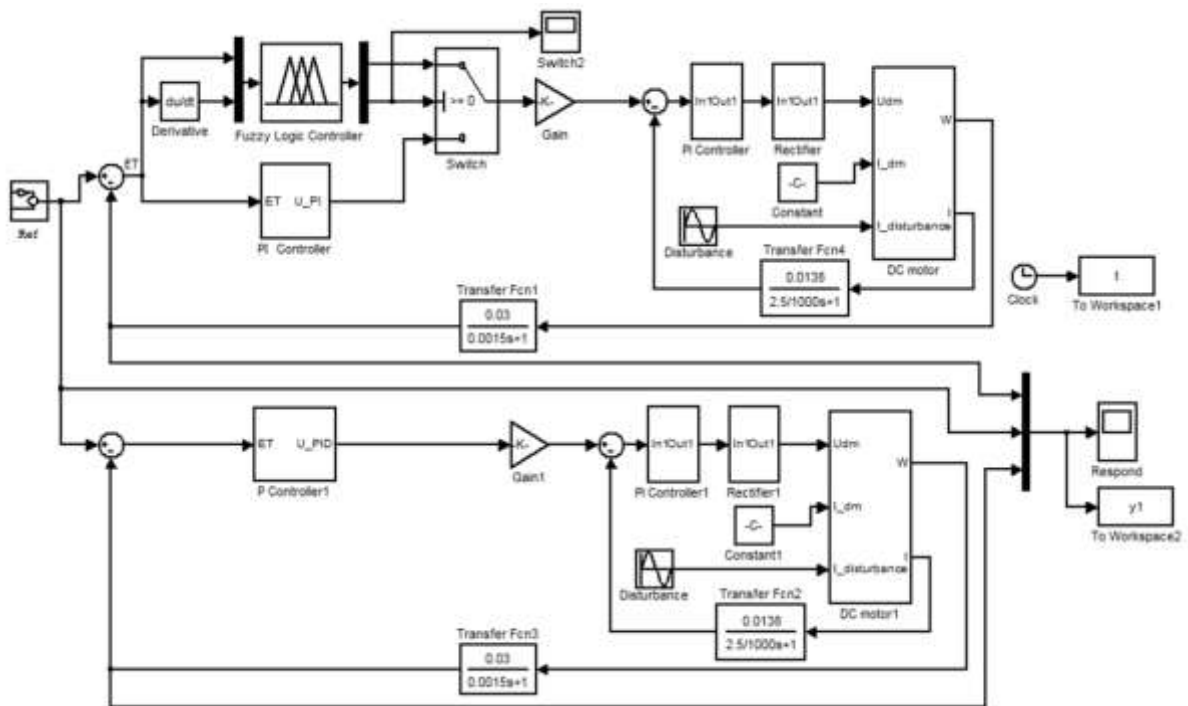 Switch2
du/dt
Derivative
Fuzzy Logic Controller
>= 0
Switch
-K-
Gain
In1Out1
PI Controller
In1Out1
Rectifier
Udm
W
I_dm
I
I_disturbance
DC motor
-C-
Constant
Disturbance
Transfer Fcn4
0.0138
2.5/1000s+1
ET
Ref
ET U_PI
PI Controller
Transfer Fcn1
0.03
0.0015s+1
Clock
t
To Workspace1
ET U_PID
P Controller1
-K-
Gain1
In1Out1
PI Controller1
In1Out1
Rectifier1
Udm
W
I_dm
I
I_disturbance
DC motor1
-C-
Constant1
Disturbance
Transfer Fcn2
0.0138
2.5/1000s+1
Transfer Fcn3
0.03
0.0015s+1
Respond
y1
To Workspace2